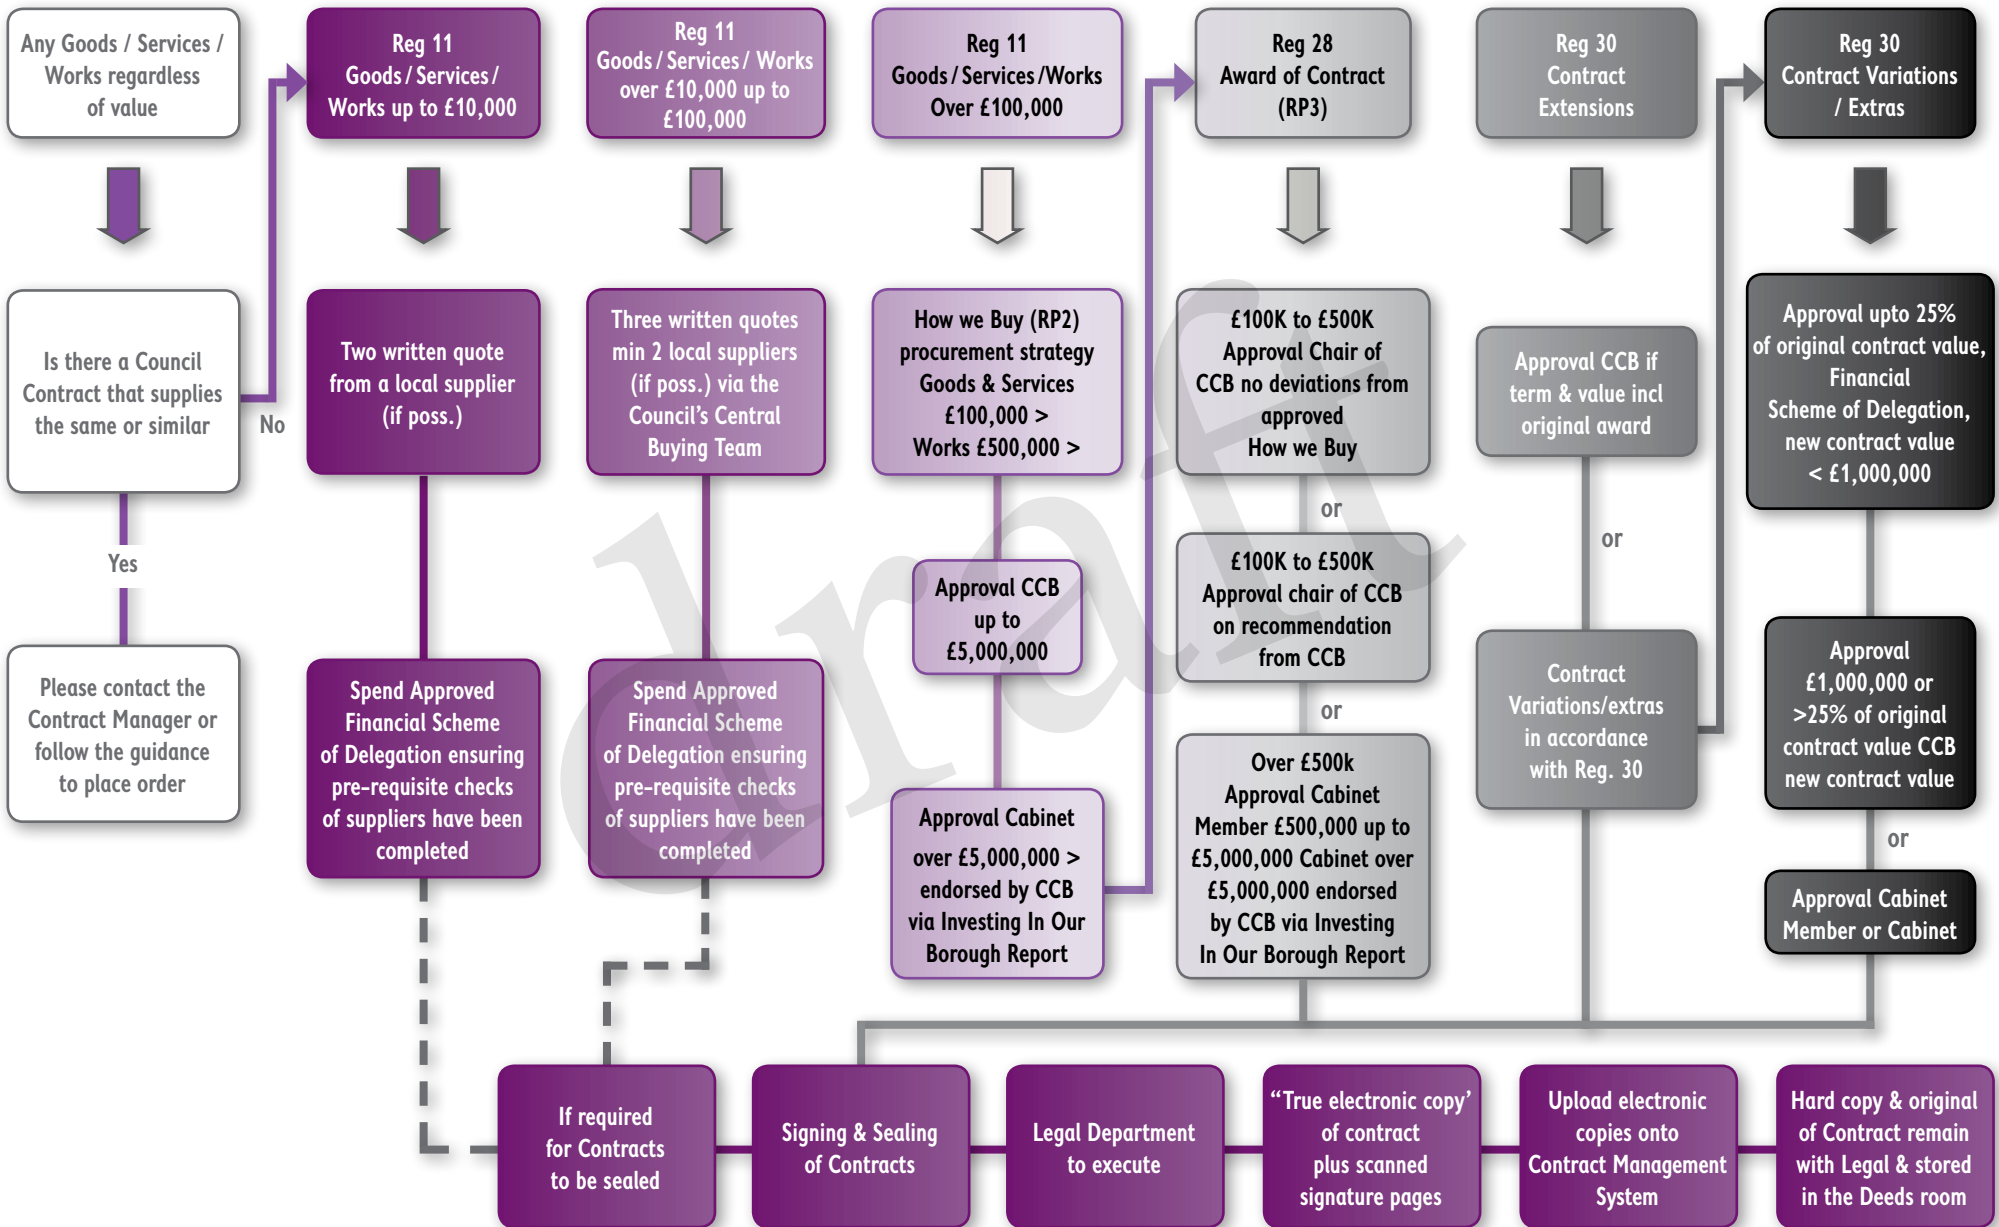 Any Goods / Services /
Works regardless
of value
Is there a Council
Contract that supplies
the same or similar
No
Yes
Please contact the
Contract Manager or
follow the guidance
to place order
Reg 11
Goods / Services /
Works up to £10,000
Two written quote
from a local supplier
(if poss.)
Spend Approved
Financial Scheme
of Delegation ensuring
pre-requisite checks
of suppliers have been
completed
Reg 11
Goods / Services / Works
over £10,000 up to
£100,000
Three written quotes
min 2 local suppliers
(if poss.) via the
Council's Central
Buying Team
Spend Approved
Financial Scheme
of Delegation ensuring
pre-requisite checks
of suppliers have been
completed
Reg 11
Goods / Services /Works
Over £100,000
How we Buy (RP2)
procurement strategy
Goods & Services
£100,000 >
Works £500,000 >
Approval CCB
up to
£5,000,000
Approval Cabinet
over £5,000,000 >
endorsed by CCB
via Investing In Our
Borough Report
Reg 28
Award of Contract
(RP3)
£100K to £500K
Approval Chair of
CCB no deviations from
approved
How we Buy
or
£100K to £500K
Approval chair of CCB
on recommendation
from CCB
or
Over £500k
Approval Cabinet
Member £500,000 up to
£5,000,000 Cabinet over
£5,000,000 endorsed
by CCB via Investing
In Our Borough Report
Reg 30
Contract
Extensions
Approval CCB if
term & value incl
original award
or
Contract
Variations/extras
in accordance
with Reg. 30
Reg 30
Contract Variations
/ Extras
Approval upto 25%
of original contract value,
Financial
Scheme of Delegation,
new contract value
< £1,000,000
Approval
£1,000,000 or
>25% of original
contract value CCB
new contract value
or
Approval Cabinet
Member or Cabinet
If required
for Contracts
to be sealed
Signing & Sealing
of Contracts
Legal Department
to execute
“True electronic copy'
of contract
plus scanned
signature pages
Upload electronic
copies onto
Contract Management
System
Hard copy & original
of Contract remain
with Legal & stored
in the Deeds room
draft